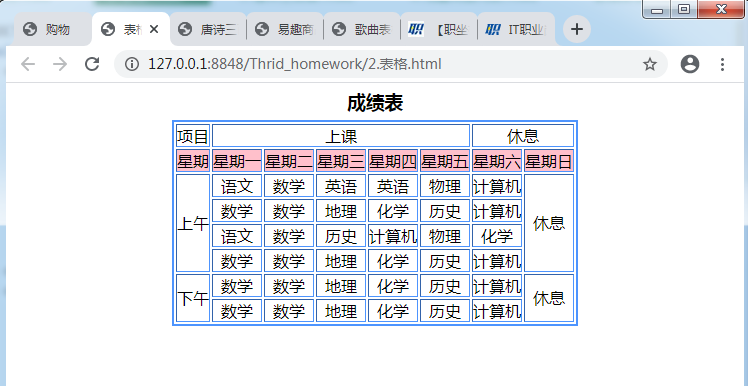 购物 表格 唐诗三 易趣商 歌曲表 【职坐 IT职业
127.0.0.1:8848/Thrid_homework/2.表格.html
成绩表
项目 上课 休息
星期 星期一 星期二 星期三 星期四 星期五 星期六 星期日
上午 语文 数学 英语 英语 物理 计算机 休息
数学 数学 地理 化学 历史 计算机
语文 数学 历史 计算机 物理 化学
数学 数学 地理 化学 历史 计算机
下午 数学 数学 地理 化学 历史 计算机 休息
数学 数学 地理 化学 历史 计算机